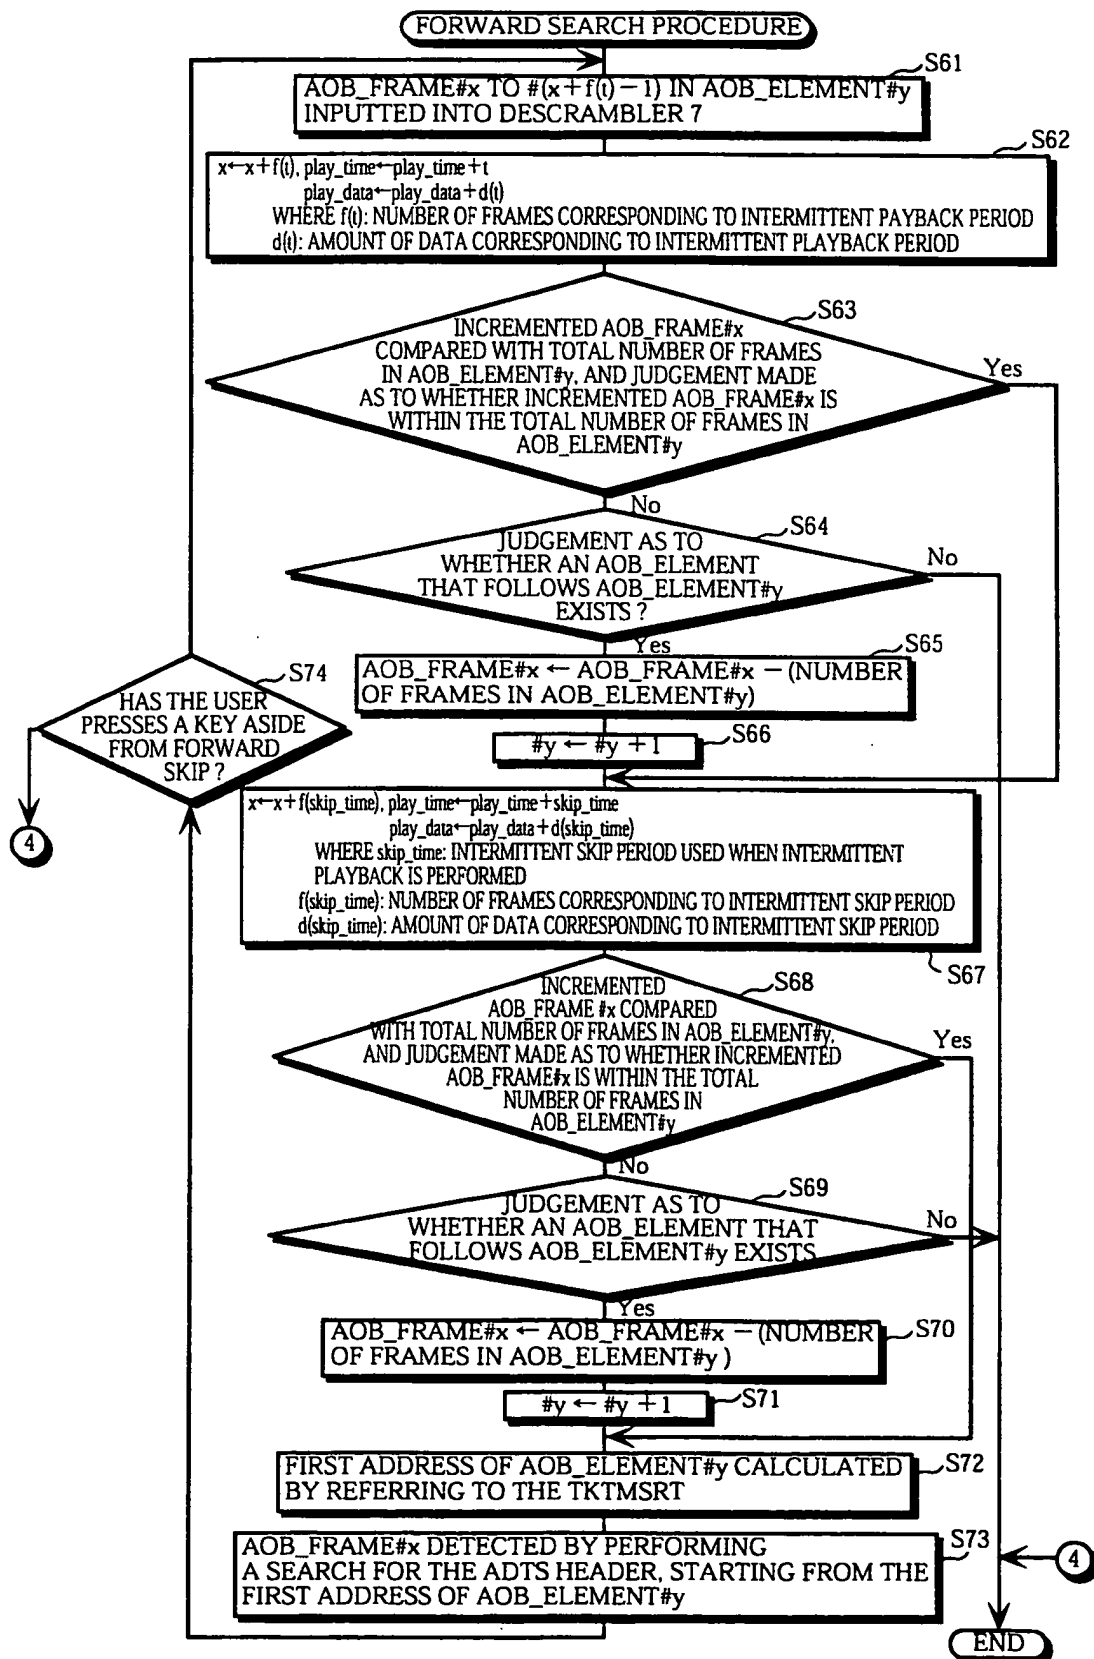 FORWARD SEARCH PROCEDURE
S61
AOB_FRAME#x TO #(x+f(t)−1) IN AOB_ELEMENT#y
INPUTTED INTO DESCRAMBLER 7
S62
x←x+f(t), play_time←play_time+t
play_data←play_data+d(t)
WHERE f(t): NUMBER OF FRAMES CORRESPONDING TO INTERMITTENT PAYBACK PERIOD
d(t): AMOUNT OF DATA CORRESPONDING TO INTERMITTENT PLAYBACK PERIOD
S63
INCREMENTED AOB_FRAME#x
COMPARED WITH TOTAL NUMBER OF FRAMES
IN AOB_ELEMENT#y, AND JUDGEMENT MADE
AS TO WHETHER INCREMENTED AOB_FRAME#x IS
WITHIN THE TOTAL NUMBER OF FRAMES IN
AOB_ELEMENT#y
Yes
No
S64
JUDGEMENT AS TO
WHETHER AN AOB_ELEMENT
THAT FOLLOWS AOB_ELEMENT#y
EXISTS ?
No
Yes
S65
AOB_FRAME#x ← AOB_FRAME#x − (NUMBER
OF FRAMES IN AOB_ELEMENT#y)
S66
#y ← #y + 1
S74
HAS THE USER
PRESSES A KEY ASIDE
FROM FORWARD
SKIP ?
4
x←x+f(skip_time), play_time←play_time+skip_time
play_data←play_data+d(skip_time)
WHERE skip_time: INTERMITTENT SKIP PERIOD USED WHEN INTERMITTENT
PLAYBACK IS PERFORMED
f(skip_time): NUMBER OF FRAMES CORRESPONDING TO INTERMITTENT SKIP PERIOD
d(skip_time): AMOUNT OF DATA CORRESPONDING TO INTERMITTENT SKIP PERIOD
S67
S68
INCREMENTED
AOB_FRAME #x COMPARED
WITH TOTAL NUMBER OF FRAMES IN AOB_ELEMENT#y,
AND JUDGEMENT MADE AS TO WHETHER INCREMENTED
AOB_FRAME#x IS WITHIN THE TOTAL
NUMBER OF FRAMES IN
AOB_ELEMENT#y
Yes
No
S69
JUDGEMENT AS TO
WHETHER AN AOB_ELEMENT THAT
FOLLOWS AOB_ELEMENT#y EXISTS
No
Yes
S70
AOB_FRAME#x ← AOB_FRAME#x − (NUMBER
OF FRAMES IN AOB_ELEMENT#y )
S71
#y ← #y + 1
S72
FIRST ADDRESS OF AOB_ELEMENT#y CALCULATED
BY REFERRING TO THE TKTMSRT
S73
AOB_FRAME#x DETECTED BY PERFORMING
A SEARCH FOR THE ADTS HEADER, STARTING FROM THE
FIRST ADDRESS OF AOB_ELEMENT#y
4
END